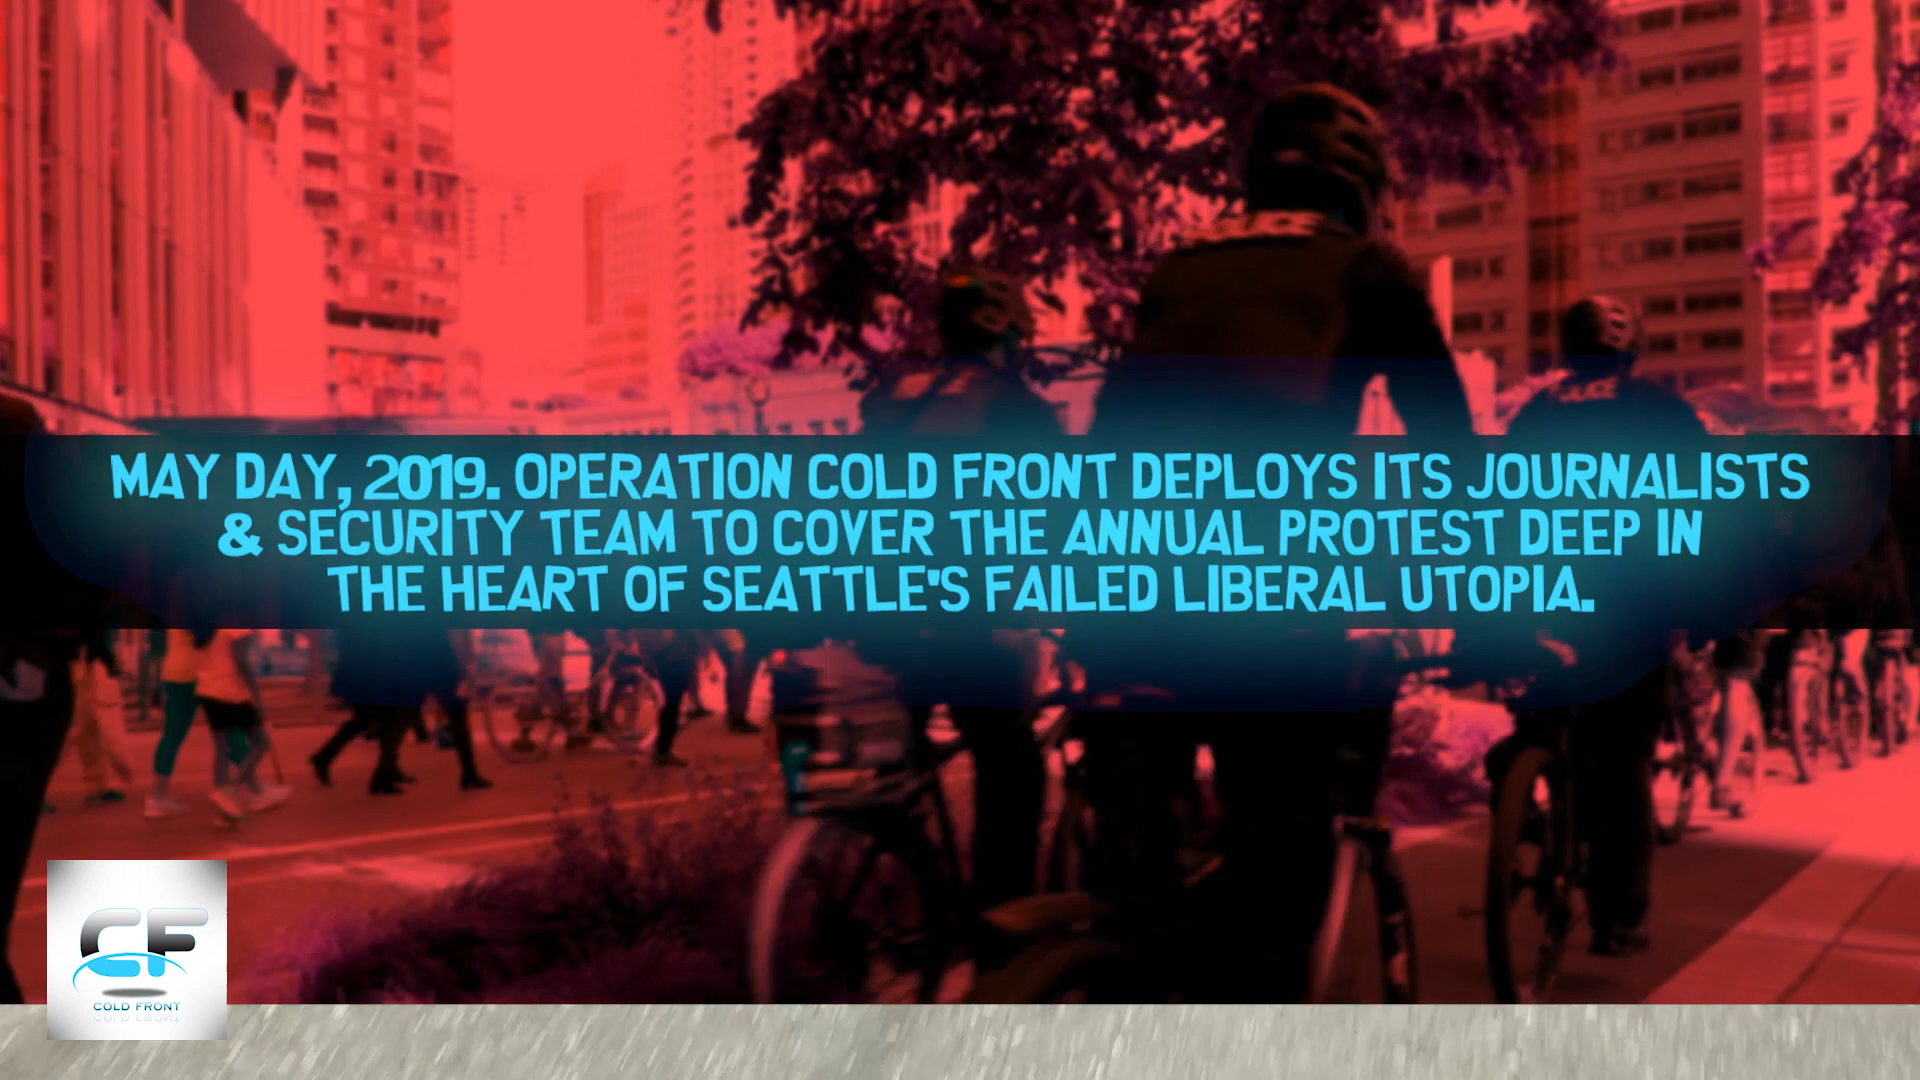 MAY DAY, 2019. OPERATION COLD FRONT DEPLOYS ITS JOURNALISTS
& SECURITY TEAM TO COVER THE ANNUAL PROTEST DEEP IN
THE HEART OF SEATTLE'S FAILED LIBERAL UTOPIA.
POLICE
CF
COLD FRONT